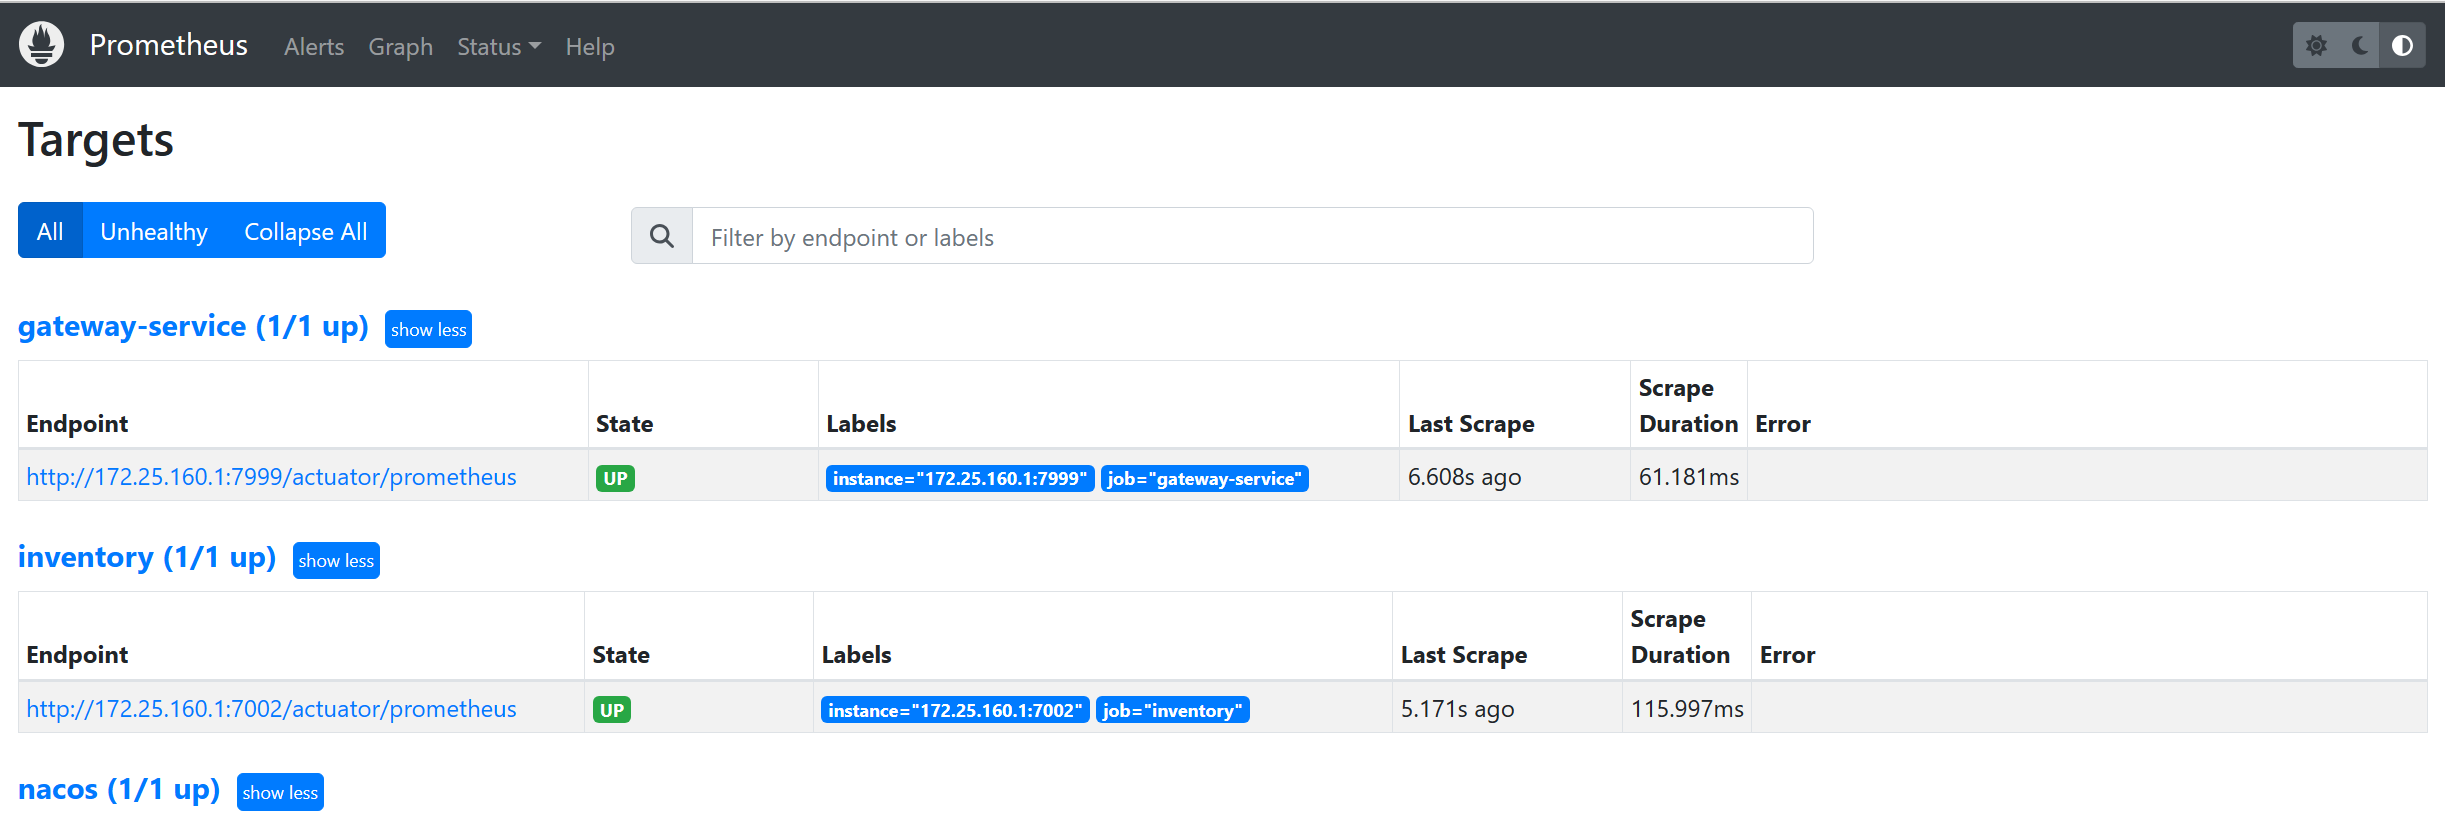 Prometheus Alerts Graph Status Help
Targets
All Unhealthy Collapse All
Filter by endpoint or labels
gateway-service (1/1 up) show less
Endpoint State Labels Last Scrape Scrape Duration Error
http://172.25.160.1:7999/actuator/prometheus UP instance="172.25.160.1:7999" job="gateway-service" 6.608s ago 61.181ms
inventory (1/1 up) show less
Endpoint State Labels Last Scrape Scrape Duration Error
http://172.25.160.1:7002/actuator/prometheus UP instance="172.25.160.1:7002" job="inventory" 5.171s ago 115.997ms
nacos (1/1 up) show less